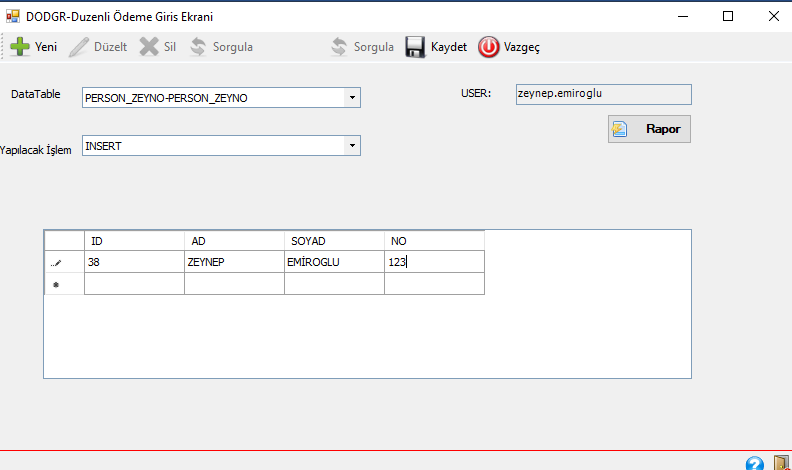 DODGR-Duzenli Ödeme Giris Ekrani
Yeni Düzelt Sil Sorgula Sorgula Kaydet Vazgeç
DataTable PERSON_ZEYNO-PERSON_ZEYNO USER: zeynep.emiroglu
Rapor
Yapılacak İşlem INSERT
ID AD SOYAD NO
38 ZEYNEP EMİROGLU 123